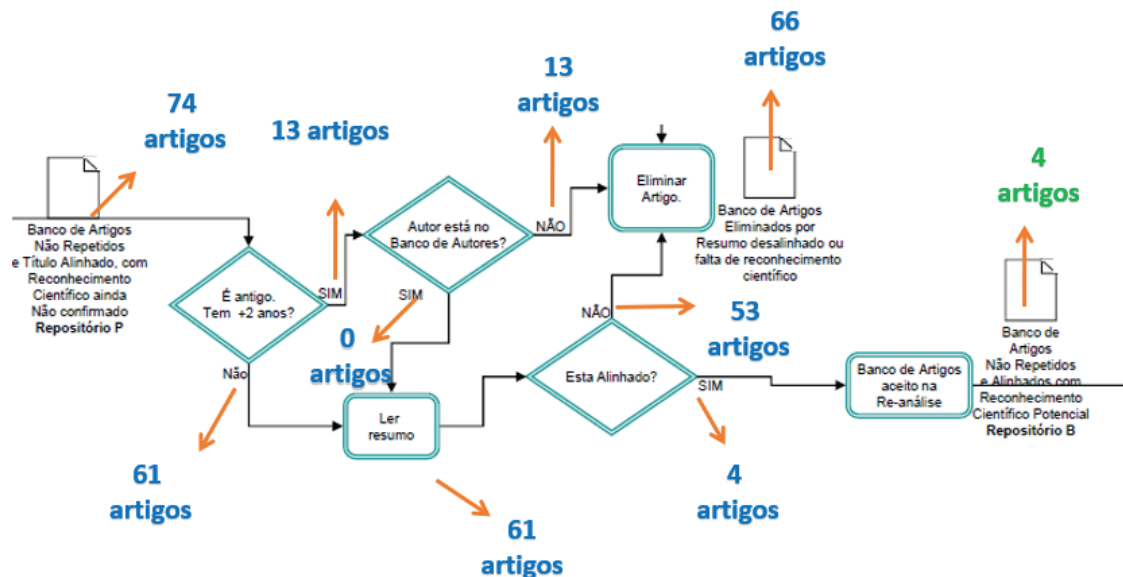 66
artigos
13
artigos
74
artigos
13 artigos
4
artigos
Eliminar
Artigo.
Autor está no
Banco de Autores?
NÃO
Banco de Artigos
Eliminados por
Resumo desalinhado ou
falta de reconhecimento
científico
Banco de Artigos
Não Repetidos
e Título Alinhado, com
Reconhecimento
Científico ainda
Não confirmado
Repositório P
É antigo.
Tem +2 anos?
SIM
SIM
NÃO
53
artigos
0
artigos
Banco de
Artigos
Não Repetidos
e Alinhados com
Reconhecimento
Científico Potencial
Repositório B
Não
Esta Alinhado?
SIM
Banco de Artigos
aceito na
Re-análise
Ler
resumo
61
artigos
4
artigos
61
artigos